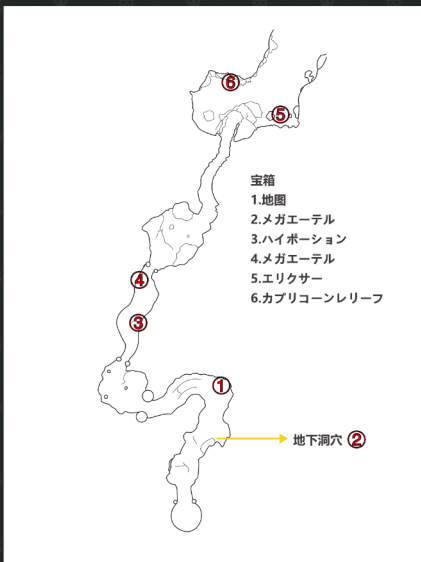 ⑥
⑤
宝箱
1.地图
2.メガエーテル
3.ハイポーション
4.メガエーテル
5.エリクサー
6.カプリコーンレリーフ
④
③
①
地下洞穴 ②